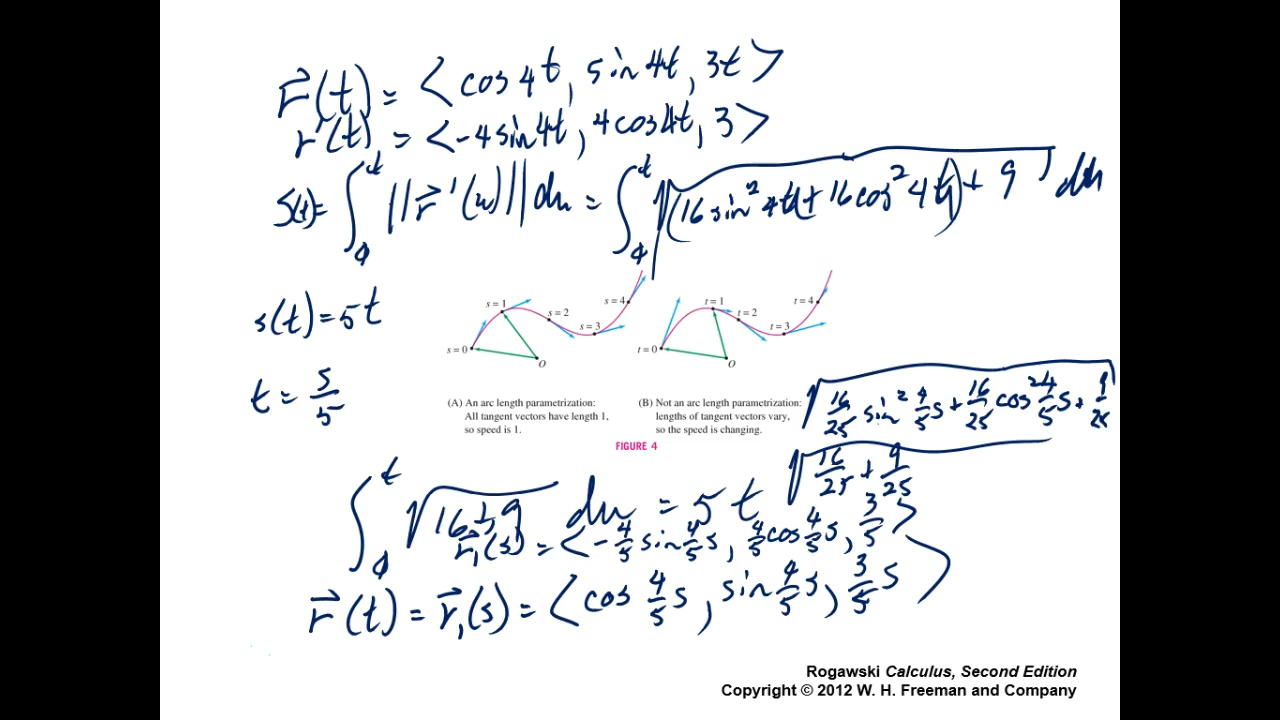 r⃗(t) = < cos 4t, sin 4t, 3t >
r'(t) = < -4 sin 4t, 4 cos 4t, 3 >
s(t) = ∫₀ᵗ ||r⃗'(u)|| du = ∫₀ᵗ √((16 sin² 4u + 16 cos² 4u) + 9) du
s = 0 s = 1 s = 2 s = 3 s = 4 O
t = 0 t = 1 t = 2 t = 3 t = 4 O
s(t) = 5t
t = s/5
(A) An arc length parametrization:
All tangent vectors have length 1,
so speed is 1.
(B) Not an arc length parametrization:
lengths of tangent vectors vary,
so the speed is changing.
FIGURE 4
√(16/25 sin² 4/5 s + 16/25 cos² 4/5 s + 9/25)
√(16/25 + 9/25)
∫₀ᵗ √(16+9) du = 5t
r⃗₁'(s) = < -4/5 sin 4/5 s, 4/5 cos 4/5 s, 3/5 >
r⃗(t) = r⃗₁(s) = < cos 4/5 s, sin 4/5 s, 3/5 s >
Rogawski Calculus, Second Edition
Copyright © 2012 W. H. Freeman and Company